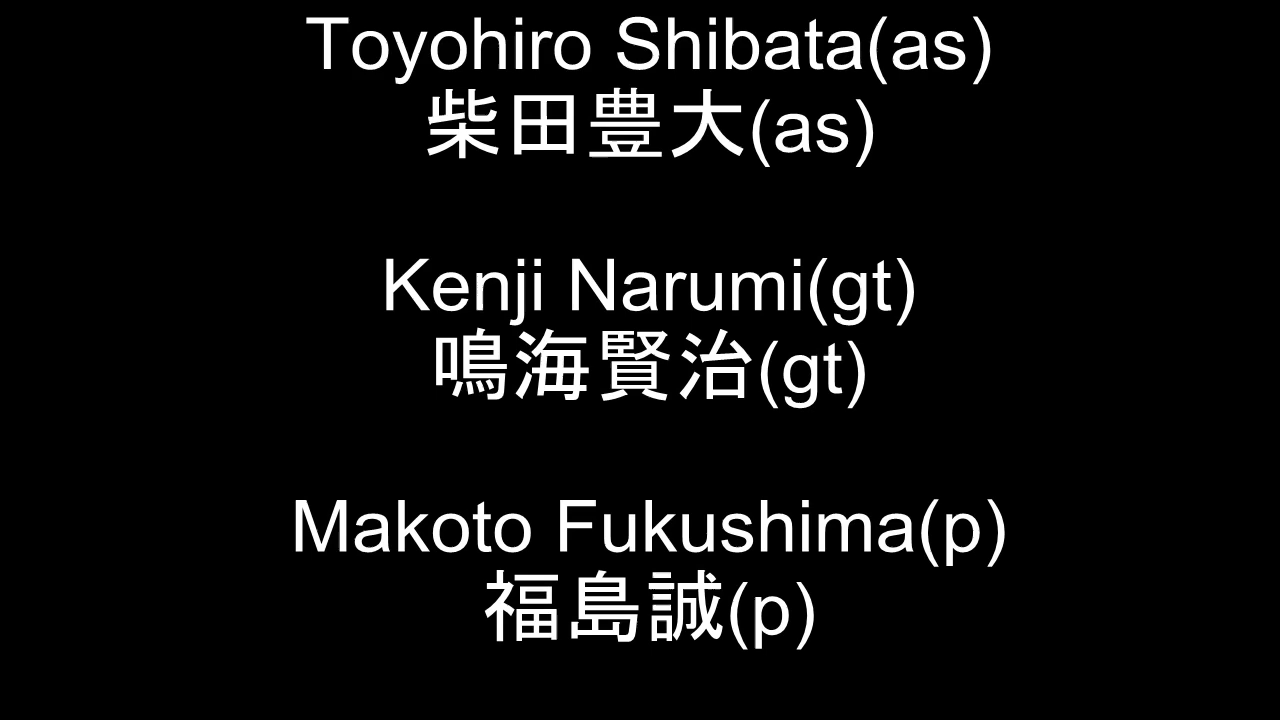 Toyohiro Shibata(as)
柴田豊大(as)
Kenji Narumi(gt)
鳴海賢治(gt)
Makoto Fukushima(p)
福島誠(p)